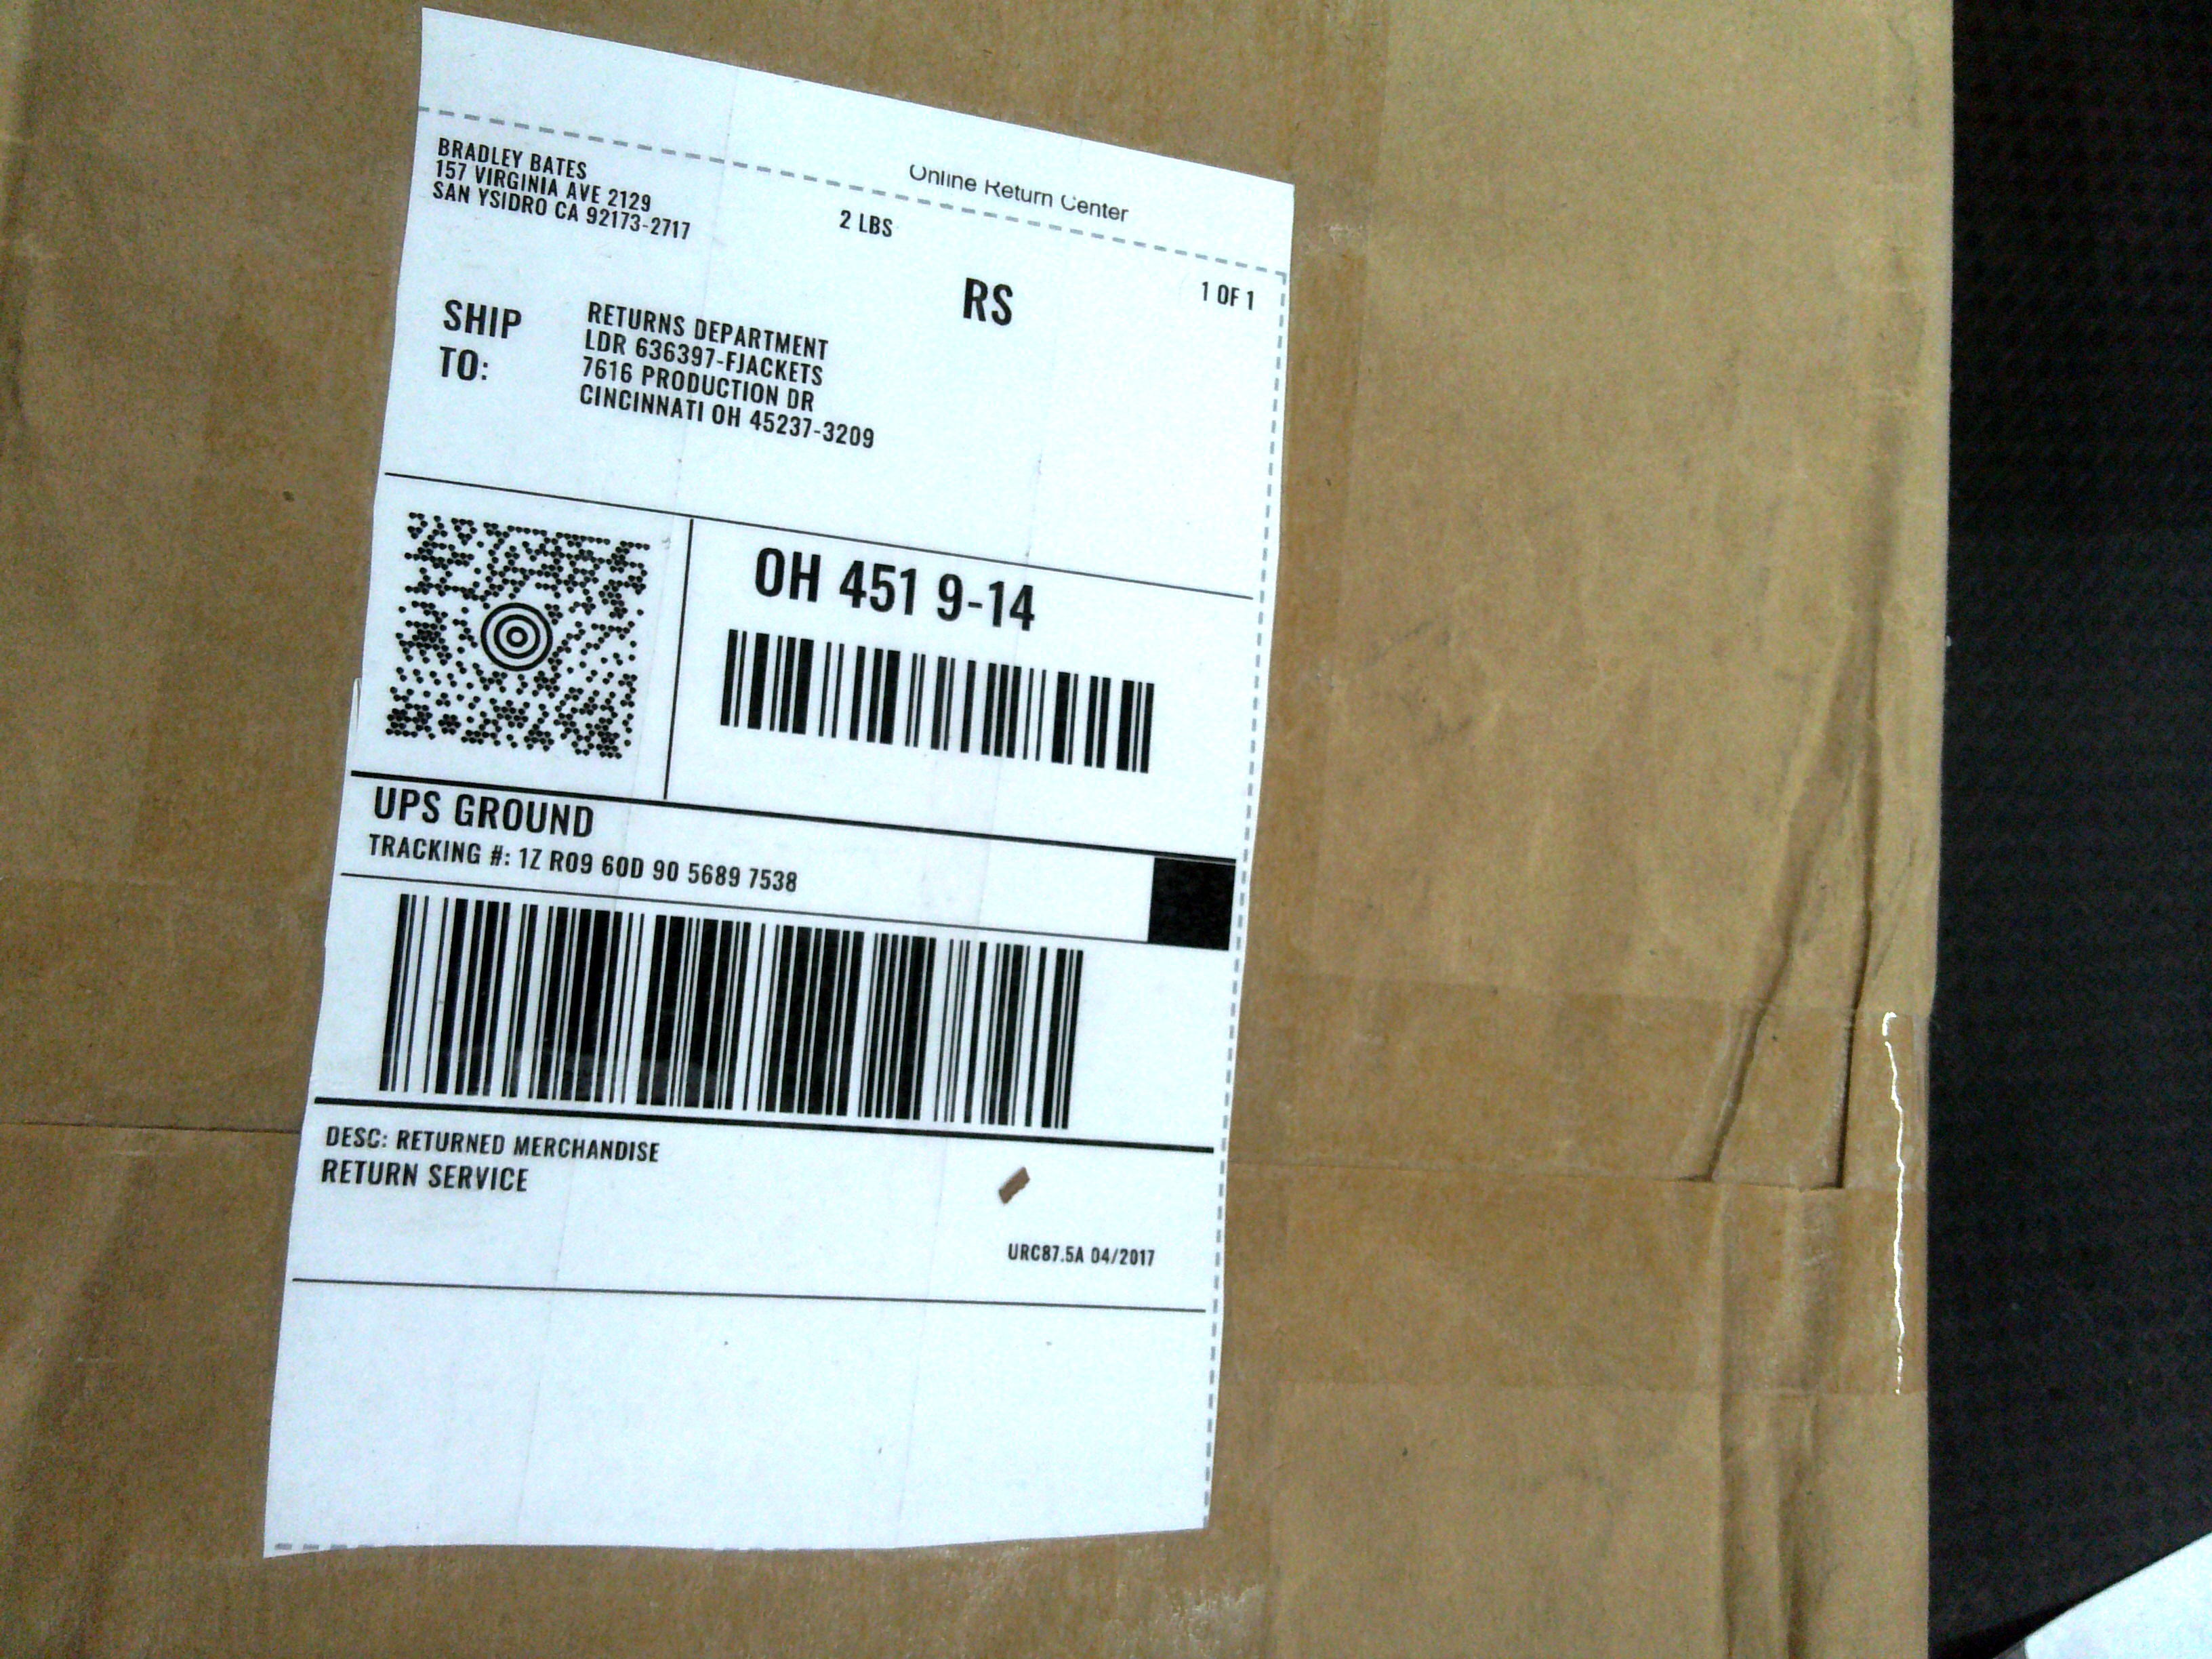 Online Return Center
BRADLEY BATES
157 VIRGINIA AVE 2129
SAN YSIDRO CA 92173-2717
2 LBS
1 OF 1
RS
SHIP
TO:
RETURNS DEPARTMENT
LDR 636397-FJACKETS
7616 PRODUCTION DR
CINCINNATI OH 45237-3209
OH 451 9-14
UPS GROUND
TRACKING #: 1Z R09 60D 90 5689 7538
DESC: RETURNED MERCHANDISE
RETURN SERVICE
URC87.5A 04/2017